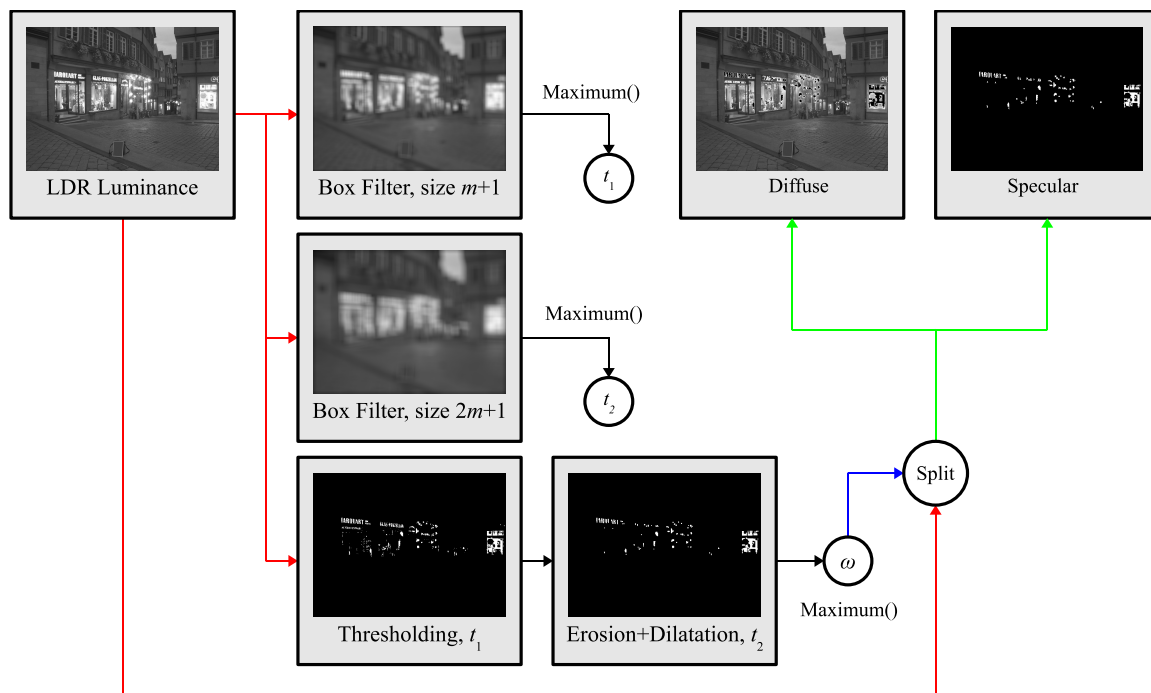 LDR Luminance
Box Filter, size m+1
Maximum()
t1
Diffuse
Specular
Box Filter, size 2m+1
Maximum()
t2
Split
Thresholding, t1
Erosion+Dilatation, t2
ω
Maximum()